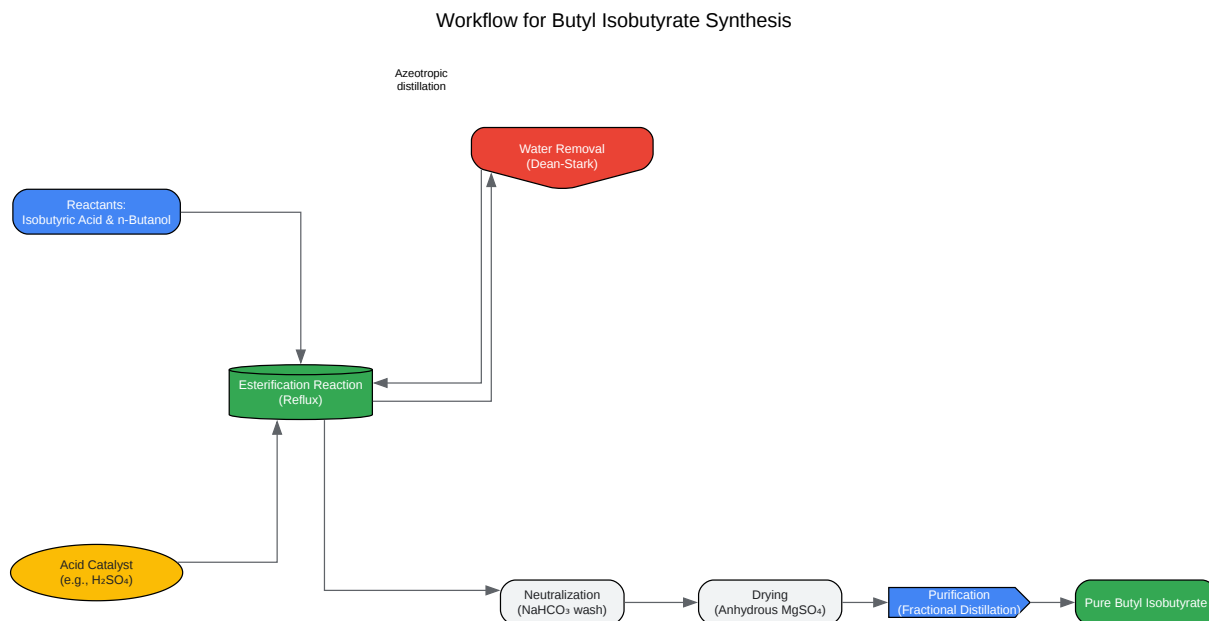 Workflow for Butyl Isobutyrate Synthesis
Azeotropic
distillation
Water Removal
(Dean-Stark)
Reactants:
Isobutyric Acid & n-Butanol
Esterification Reaction
(Reflux)
Acid Catalyst
(e.g., H₂SO₄)
Neutralization
(NaHCO₃ wash)
Drying
(Anhydrous MgSO₄)
Purification
(Fractional Distillation)
Pure Butyl Isobutyrate